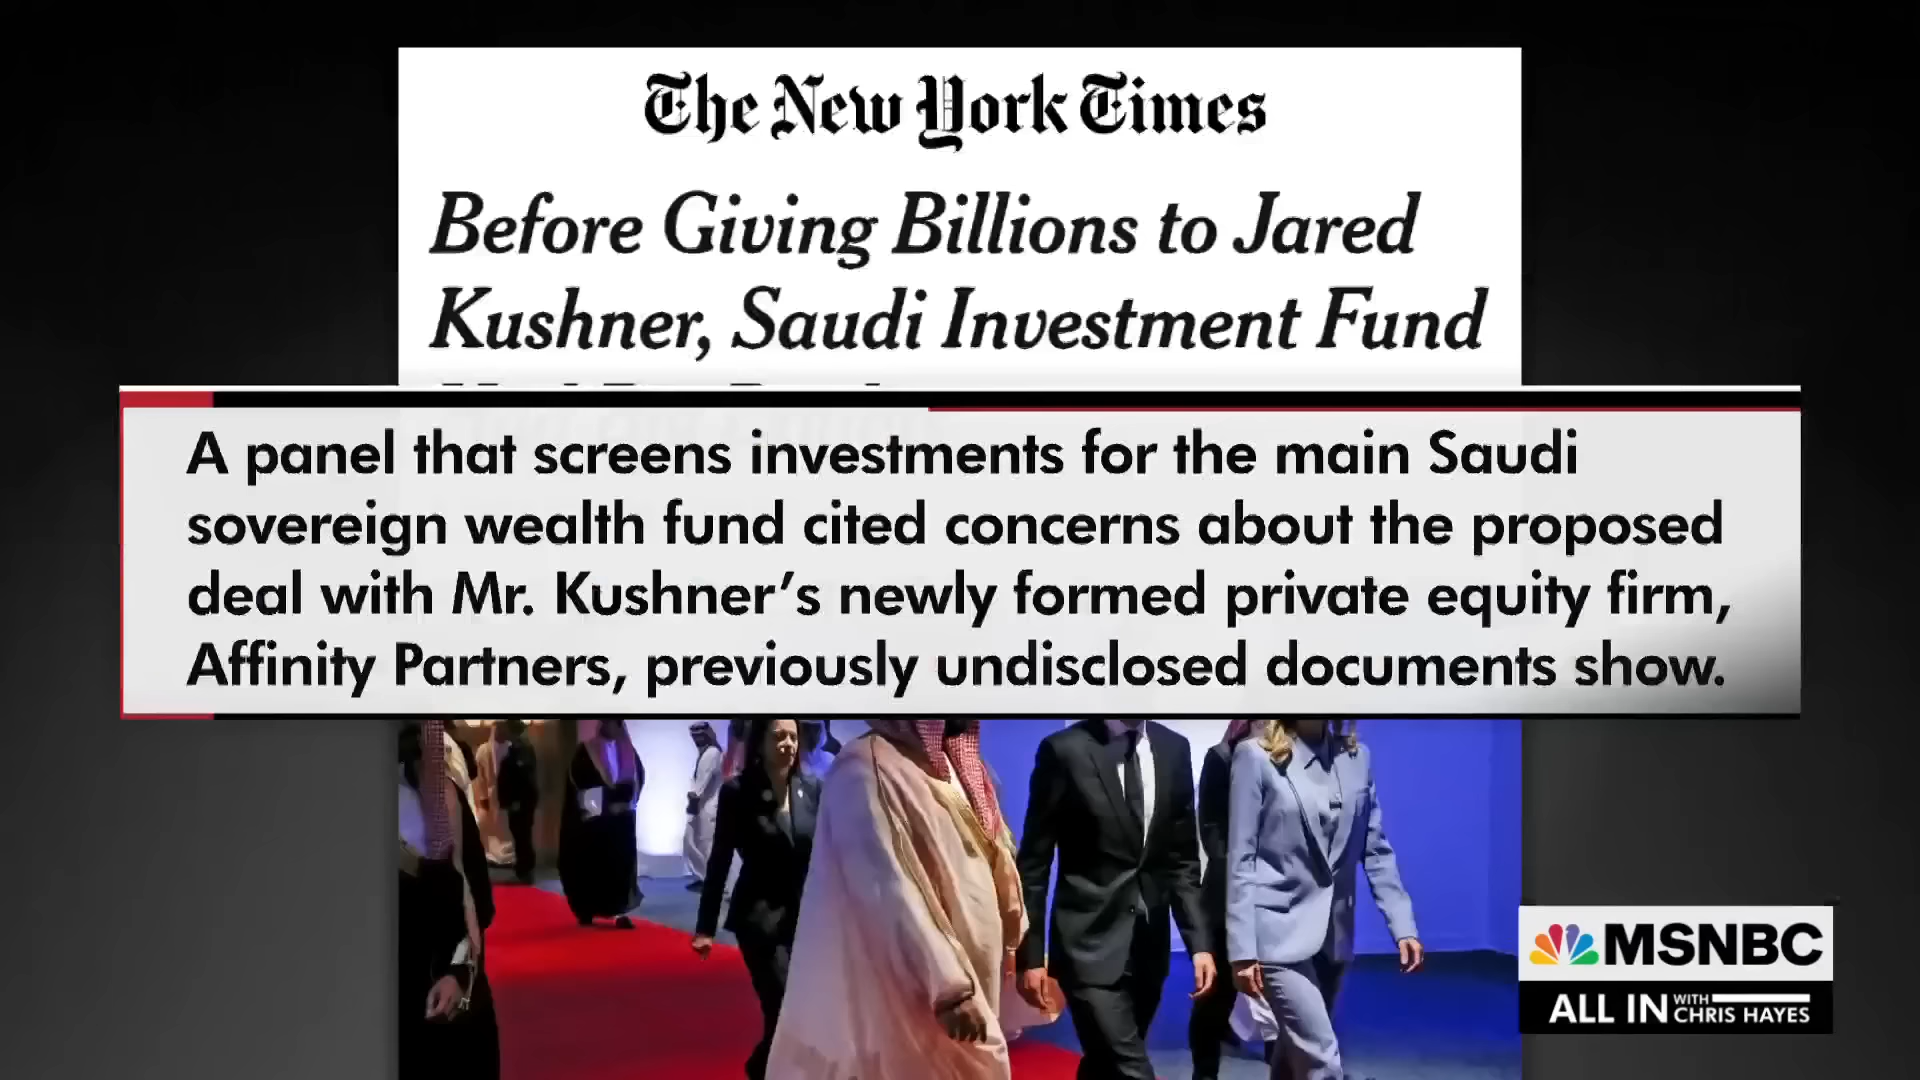 The New York Times
Before Giving Billions to Jared
Kushner, Saudi Investment Fund
A panel that screens investments for the main Saudi
sovereign wealth fund cited concerns about the proposed
deal with Mr. Kushner’s newly formed private equity firm,
Affinity Partners, previously undisclosed documents show.
MSNBC
ALL IN WITH CHRIS HAYES